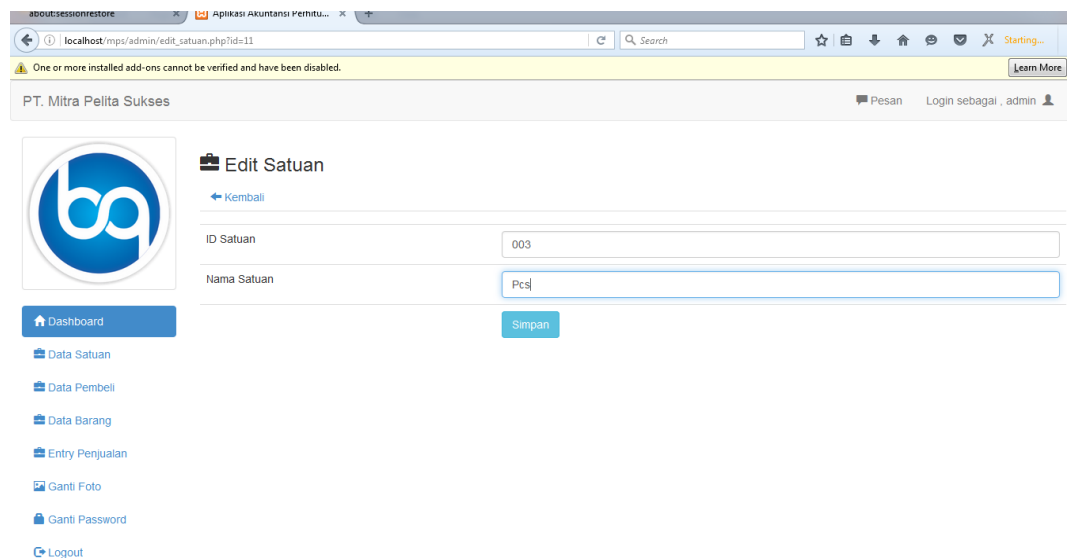 about:sessionrestore
Aplikasi Akuntansi Perhitu...
localhost/mps/admin/edit_satuan.php?id=11
Search
Starting...
One or more installed add-ons cannot be verified and have been disabled.
Learn More
PT. Mitra Pelita Sukses
Pesan
Login sebagai , admin
bq
Edit Satuan
Kembali
ID Satuan
003
Nama Satuan
Pcs
Simpan
Dashboard
Data Satuan
Data Pembeli
Data Barang
Entry Penjualan
Ganti Foto
Ganti Password
Logout